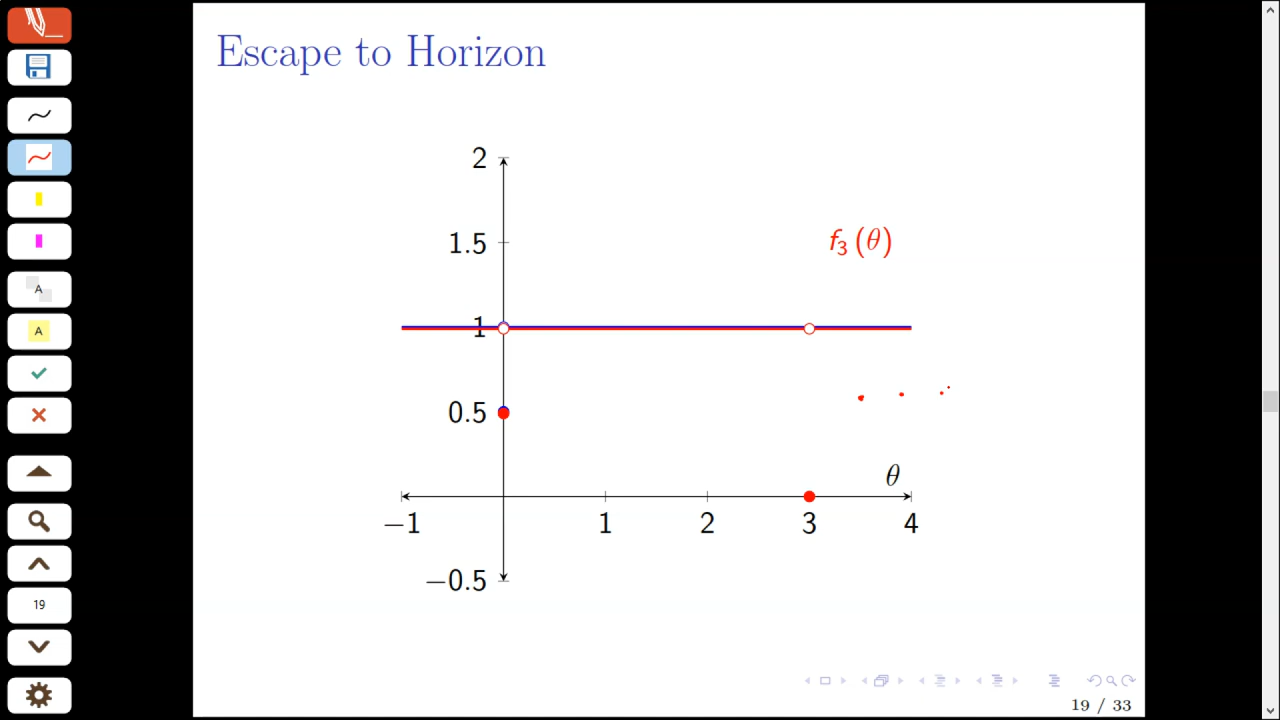 Escape to Horizon
2
1.5
f₃ (θ)
1
0.5
θ
−1 1 2 3 4
−0.5
A
A
19
19 / 33